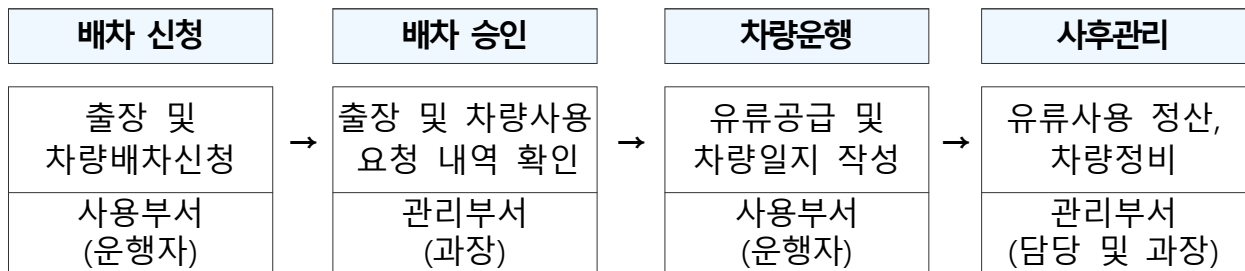 배차 신청
배차 승인
차량운행
사후관리
출장 및
차량배차신청
→
출장 및 차량사용
요청 내역 확인
→
유류공급 및
차량일지 작성
→
유류사용 정산,
차량정비
사용부서
(운행자)
관리부서
(과장)
사용부서
(운행자)
관리부서
(담당 및 과장)